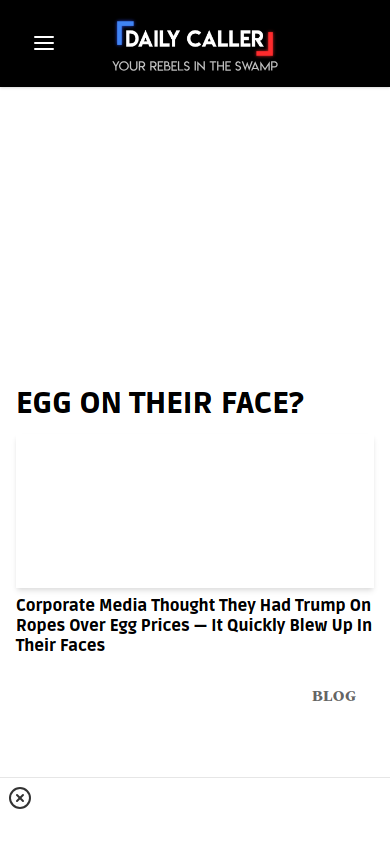 DAILY CALLER
YOUR REBELS IN THE SWAMP
EGG ON THEIR FACE?
Corporate Media Thought They Had Trump On
Ropes Over Egg Prices — It Quickly Blew Up In
Their Faces
BLOG